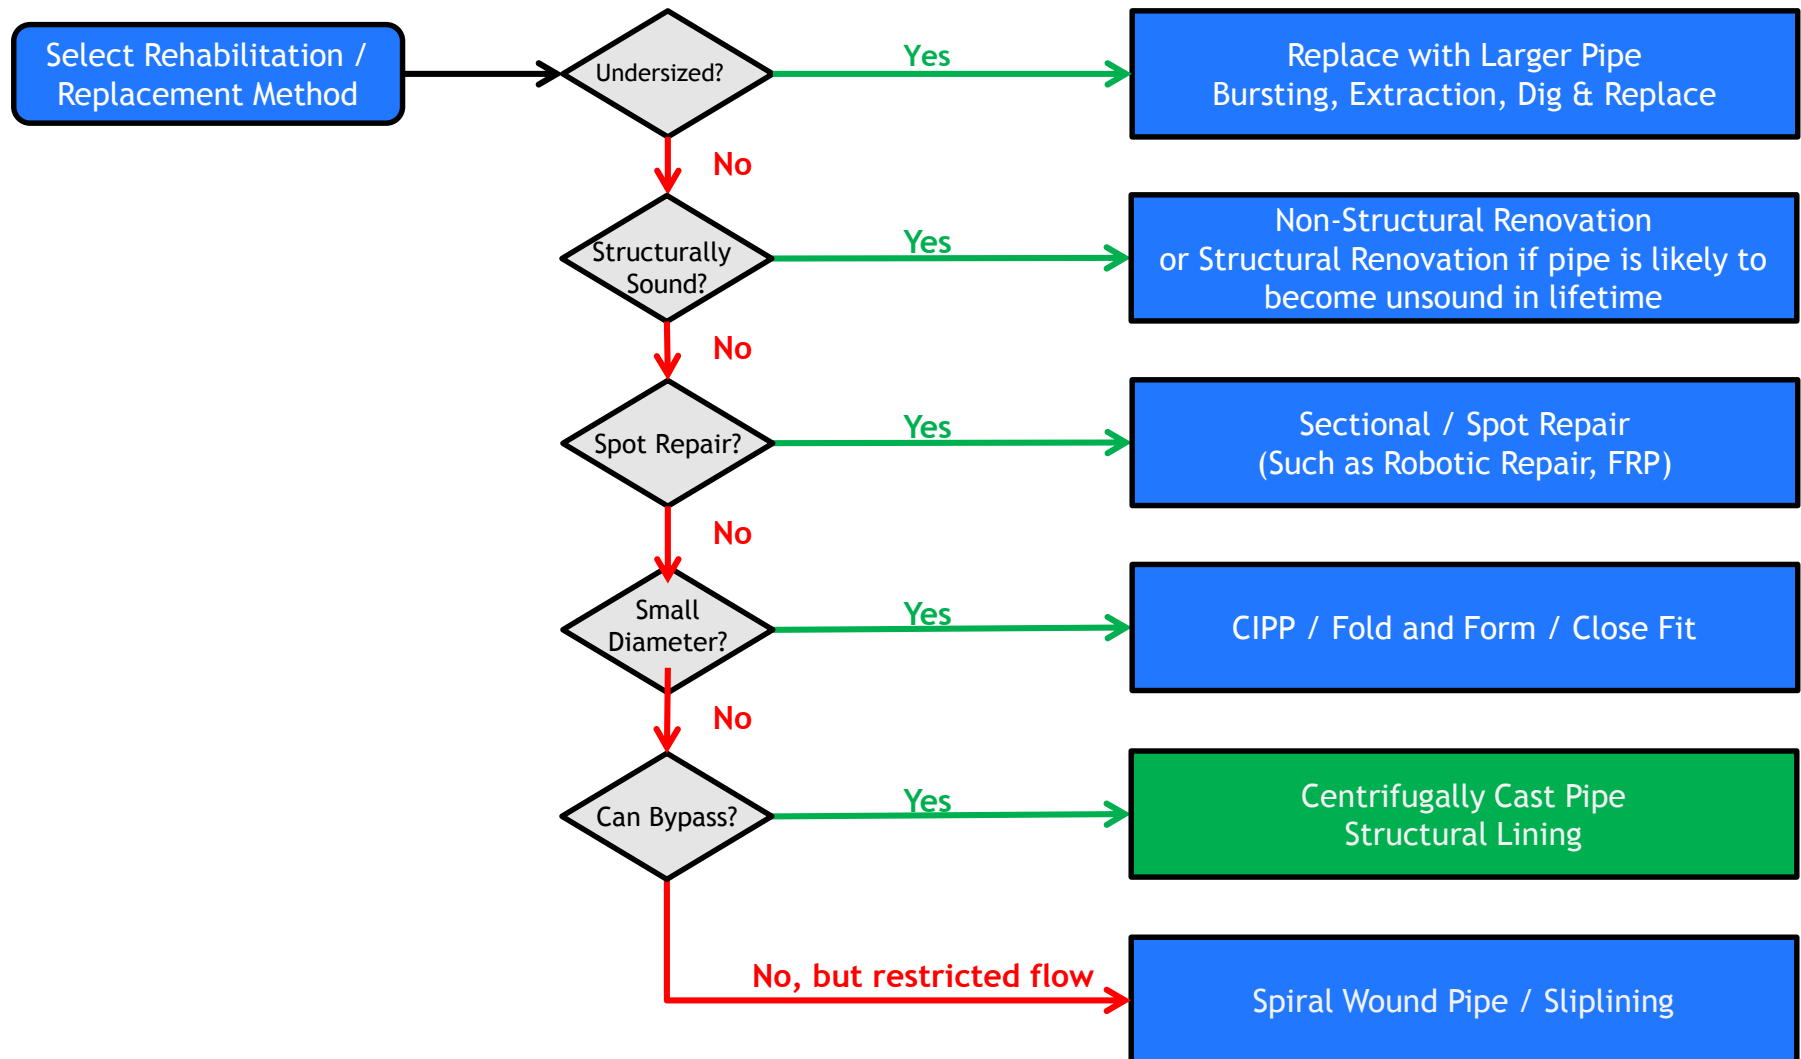 Select Rehabilitation /
Replacement Method
Undersized?
Yes
Replace with Larger Pipe
Bursting, Extraction, Dig & Replace
No
Structurally
Sound?
Yes
Non-Structural Renovation
or Structural Renovation if pipe is likely to
become unsound in lifetime
No
Spot Repair?
Yes
Sectional / Spot Repair
(Such as Robotic Repair, FRP)
No
Small
Diameter?
Yes
CIPP / Fold and Form / Close Fit
No
Can Bypass?
Yes
Centrifugally Cast Pipe
Structural Lining
No, but restricted flow
Spiral Wound Pipe / Sliplining